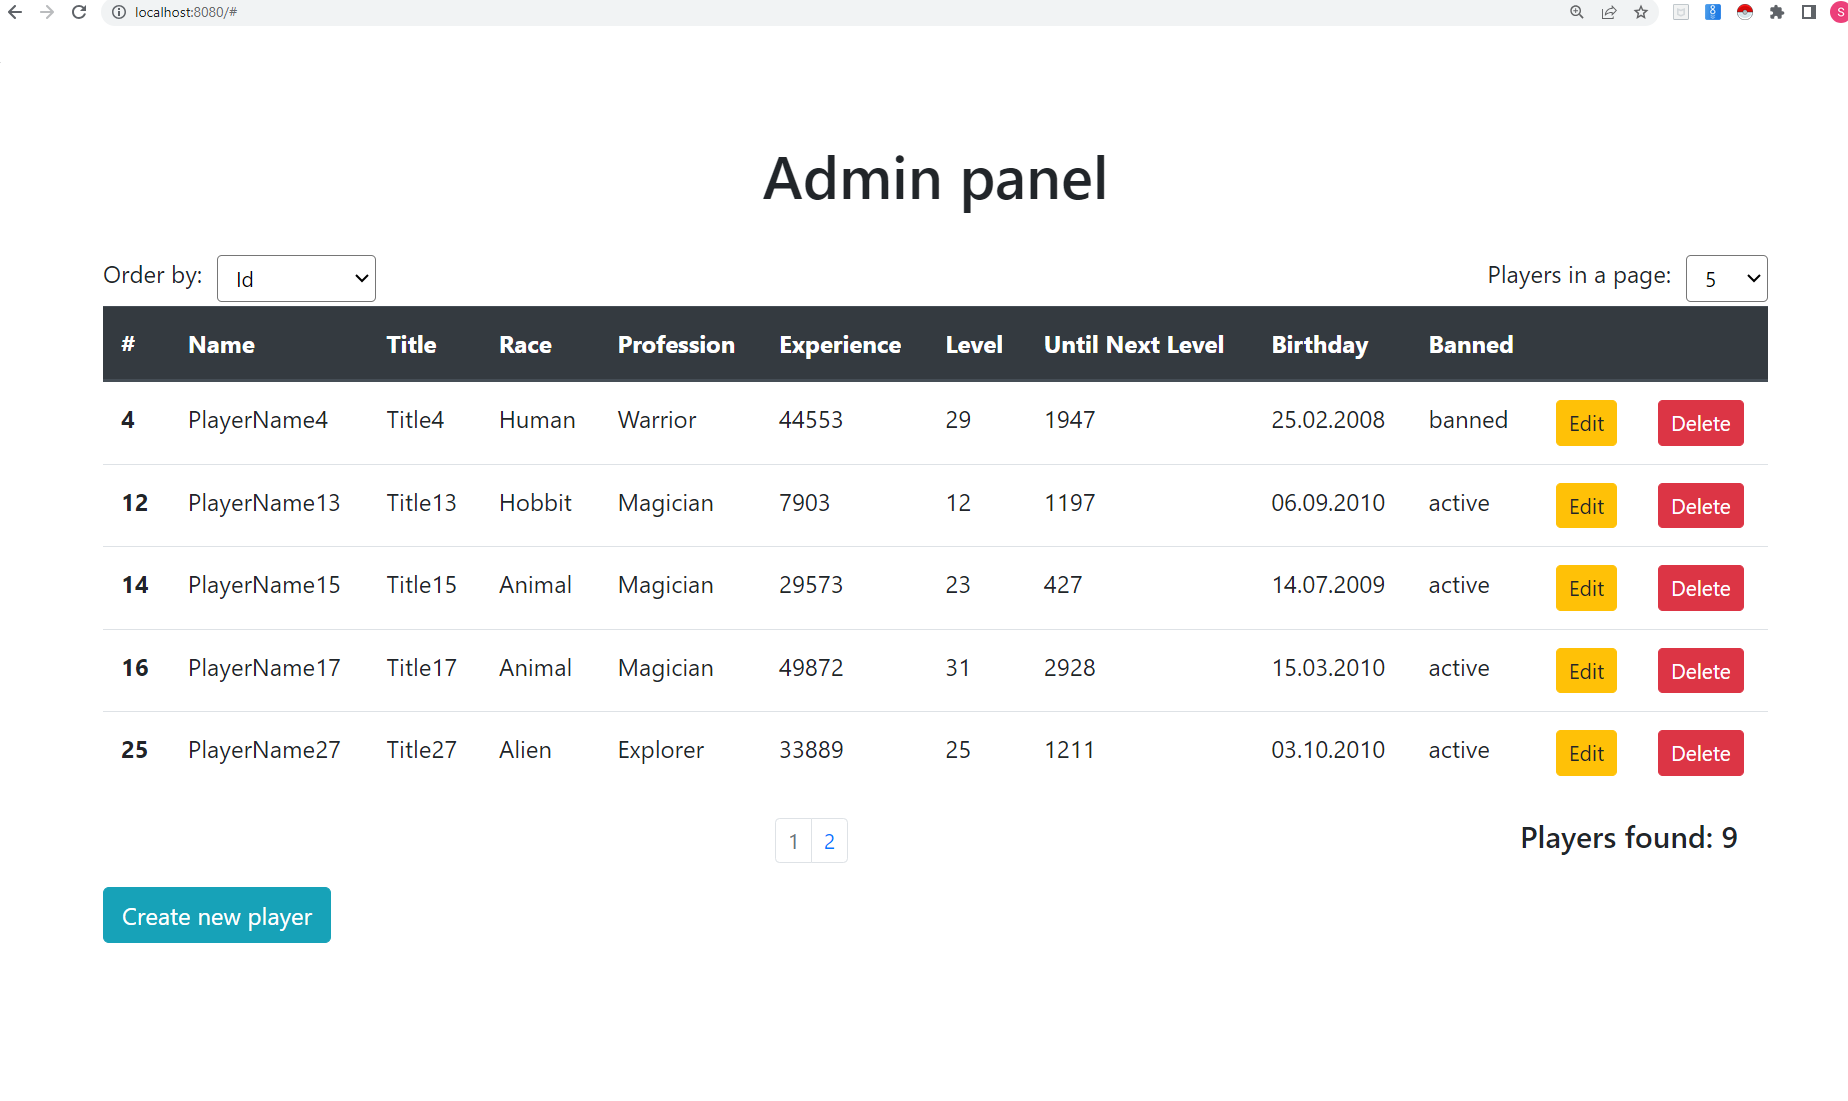 localhost:8080/#
S
Admin panel
Order by: Id Players in a page: 5
# Name Title Race Profession Experience Level Until Next Level Birthday Banned
4 PlayerName4 Title4 Human Warrior 44553 29 1947 25.02.2008 banned Edit Delete
12 PlayerName13 Title13 Hobbit Magician 7903 12 1197 06.09.2010 active Edit Delete
14 PlayerName15 Title15 Animal Magician 29573 23 427 14.07.2009 active Edit Delete
16 PlayerName17 Title17 Animal Magician 49872 31 2928 15.03.2010 active Edit Delete
25 PlayerName27 Title27 Alien Explorer 33889 25 1211 03.10.2010 active Edit Delete
1 2 Players found: 9
Create new player